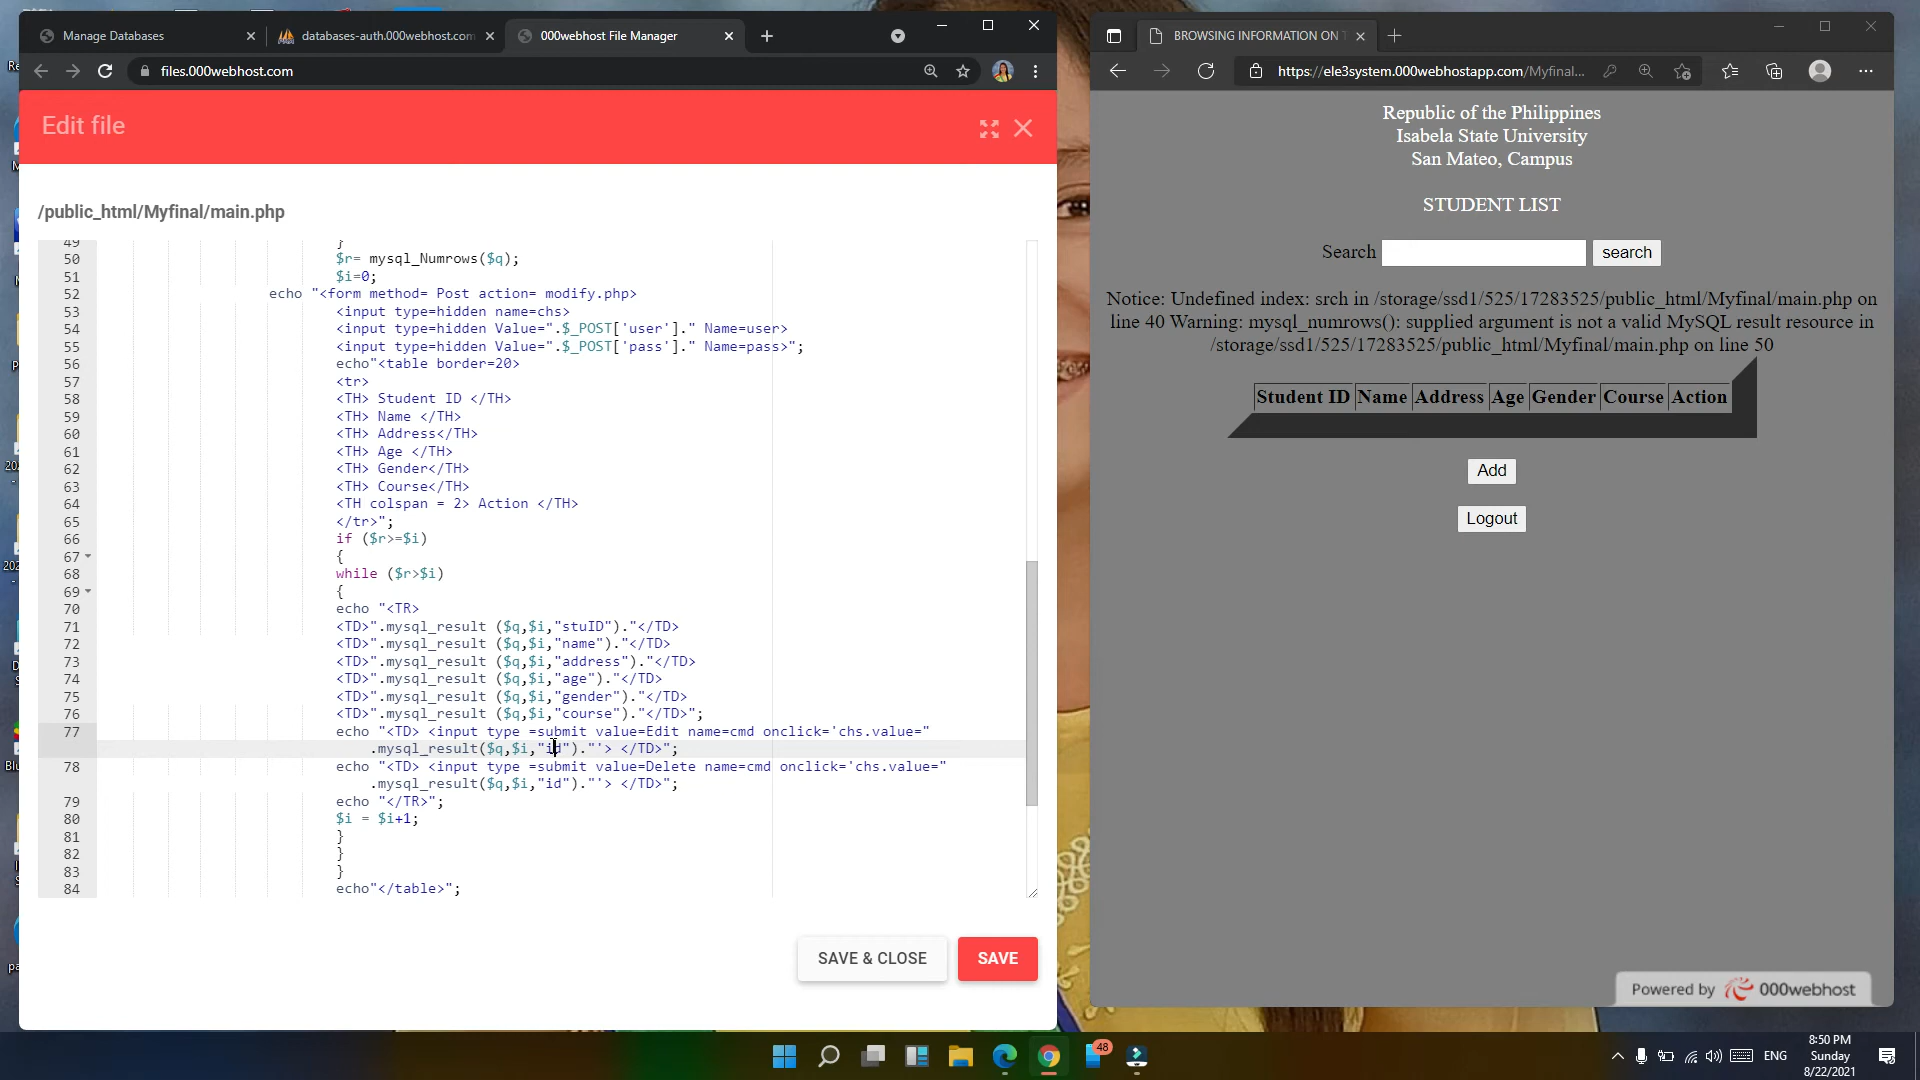 Manage Databases
databases-auth.000webhost.com
000webhost File Manager
files.000webhost.com
Edit file
/public_html/Myfinal/main.php
49 }
50 $r= mysql_Numrows($q);
51 $i=0;
52 echo "<form method= Post action= modify.php>
53 <input type=hidden name=chs>
54 <input type=hidden Value=".$_POST['user']." Name=user>
55 <input type=hidden Value=".$_POST['pass']." Name=pass>";
56 echo"<table border=20>
57 <tr>
58 <TH> Student ID </TH>
59 <TH> Name </TH>
60 <TH> Address</TH>
61 <TH> Age </TH>
62 <TH> Gender</TH>
63 <TH> Course</TH>
64 <TH colspan = 2> Action </TH>
65 </tr>";
66 if ($r>=$i)
67 {
68 while ($r>$i)
69 {
70 echo "<TR>
71 <TD>".mysql_result ($q,$i,"stuID")."</TD>
72 <TD>".mysql_result ($q,$i,"name")."</TD>
73 <TD>".mysql_result ($q,$i,"address")."</TD>
74 <TD>".mysql_result ($q,$i,"age")."</TD>
75 <TD>".mysql_result ($q,$i,"gender")."</TD>
76 <TD>".mysql_result ($q,$i,"course")."</TD>";
77 echo "<TD> <input type =submit value=Edit name=cmd onclick='chs.value="
.mysql_result($q,$i,"id")."'> </TD>";
78 echo "<TD> <input type =submit value=Delete name=cmd onclick='chs.value="
.mysql_result($q,$i,"id")."'> </TD>";
79 echo "</TR>";
80 $i = $i+1;
81 }
82 }
83 }
84 echo"</table>";
SAVE & CLOSE
SAVE
BROWSING INFORMATION ON
https://ele3system.000webhostapp.com/Myfinal...
Republic of the Philippines
Isabela State University
San Mateo, Campus
STUDENT LIST
Search
search
Notice: Undefined index: srch in /storage/ssd1/525/17283525/public_html/Myfinal/main.php on
line 40 Warning: mysql_numrows(): supplied argument is not a valid MySQL result resource in
/storage/ssd1/525/17283525/public_html/Myfinal/main.php on line 50
Student ID Name Address Age Gender Course Action
Add
Logout
Powered by 000webhost
48
ENG
8:50 PM
Sunday
8/22/2021